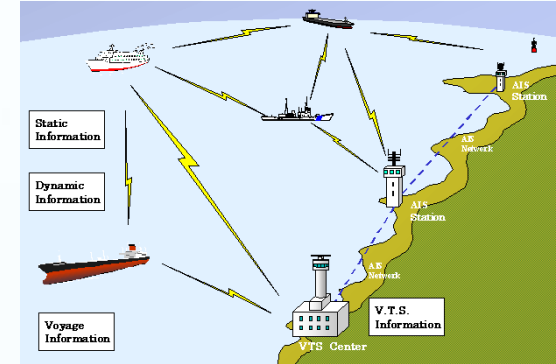 AIS
Station
Static
Information
AIS
Network
Dynamic
Information
AIS
Station
AIS
Network
V.T.S.
Information
Voyage
Information
VTS Center